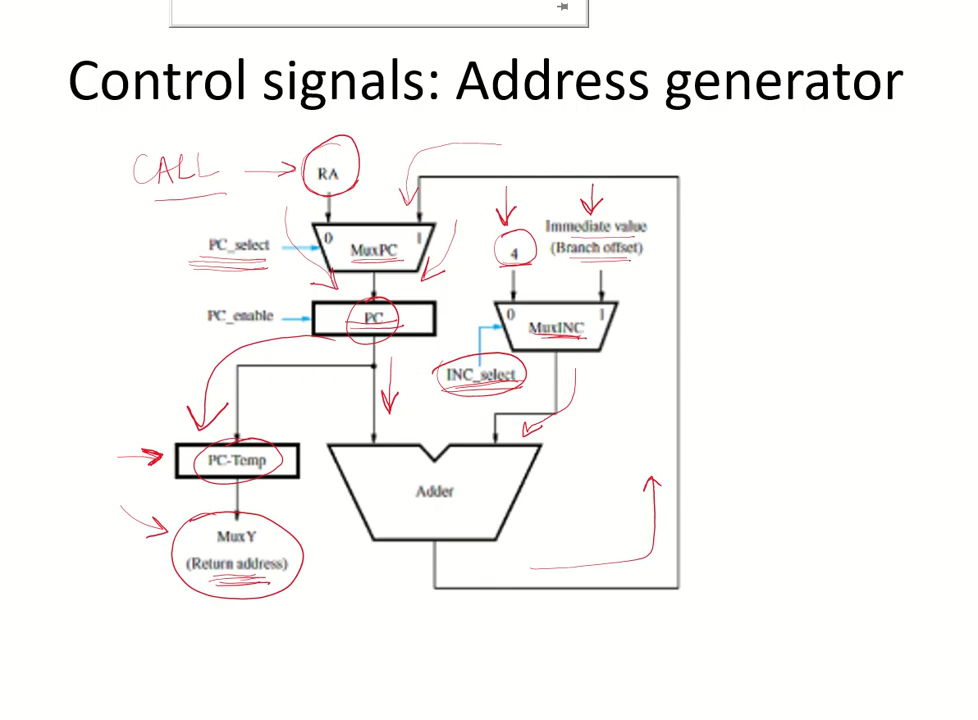 Control signals: Address generator
CALL
RA
0
1
MuxPC
PC_select
4
Immediate value
(Branch offset)
PC_enable
PC
0
1
MuxINC
INC_select
PC-Temp
Adder
MuxY
(Return address)